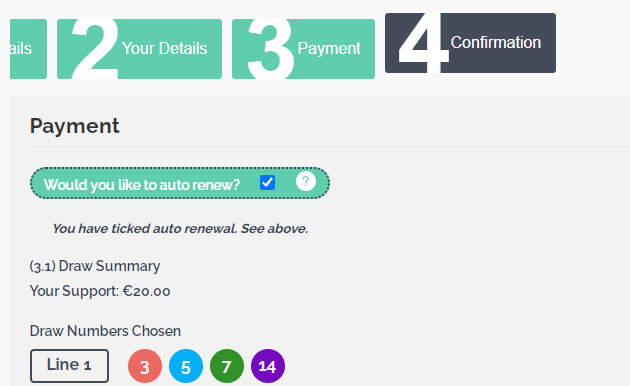 ails
2 Your Details
3 Payment
4 Confirmation
Payment
Would you like to auto renew? ?
You have ticked auto renewal. See above.
(3.1) Draw Summary
Your Support: €20.00
Draw Numbers Chosen
Line 1 3 5 7 14